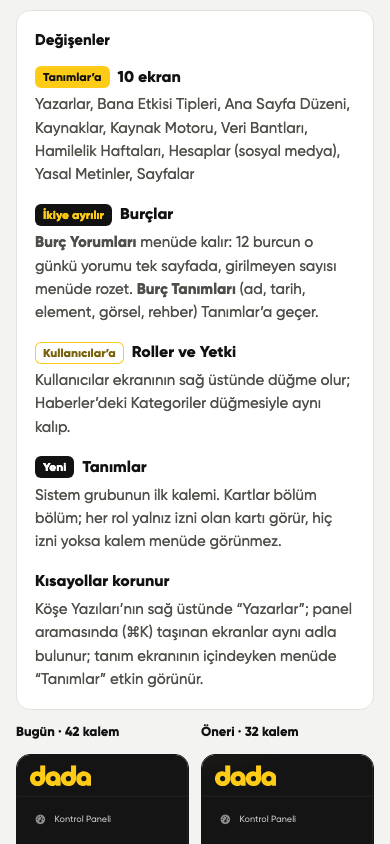 Değişenler
Tanımlar’a 10 ekran
Yazarlar, Bana Etkisi Tipleri, Ana Sayfa Düzeni,
Kaynaklar, Kaynak Motoru, Veri Bantları,
Hamilelik Haftaları, Hesaplar (sosyal medya),
Yasal Metinler, Sayfalar
İkiye ayrılır Burçlar
Burç Yorumları menüde kalır: 12 burcun o
günkü yorumu tek sayfada, girilmeyen sayısı
menüde rozet. Burç Tanımları (ad, tarih,
element, görsel, rehber) Tanımlar’a geçer.
Kullanıcılar’a Roller ve Yetki
Kullanıcılar ekranının sağ üstünde düğme olur;
Haberler’deki Kategoriler düğmesiyle aynı
kalıp.
Yeni Tanımlar
Sistem grubunun ilk kalemi. Kartlar bölüm
bölüm; her rol yalnız izni olan kartı görür, hiç
izni yoksa kalem menüde görünmez.
Kısayollar korunur
Köşe Yazıları’nın sağ üstünde “Yazarlar”; panel
aramasında (⌘K) taşınan ekranlar aynı adla
bulunur; tanım ekranının içindeyken menüde
“Tanımlar” etkin görünür.
Bugün · 42 kalem
Öneri · 32 kalem
dada
dada
Kontrol Paneli
Kontrol Paneli